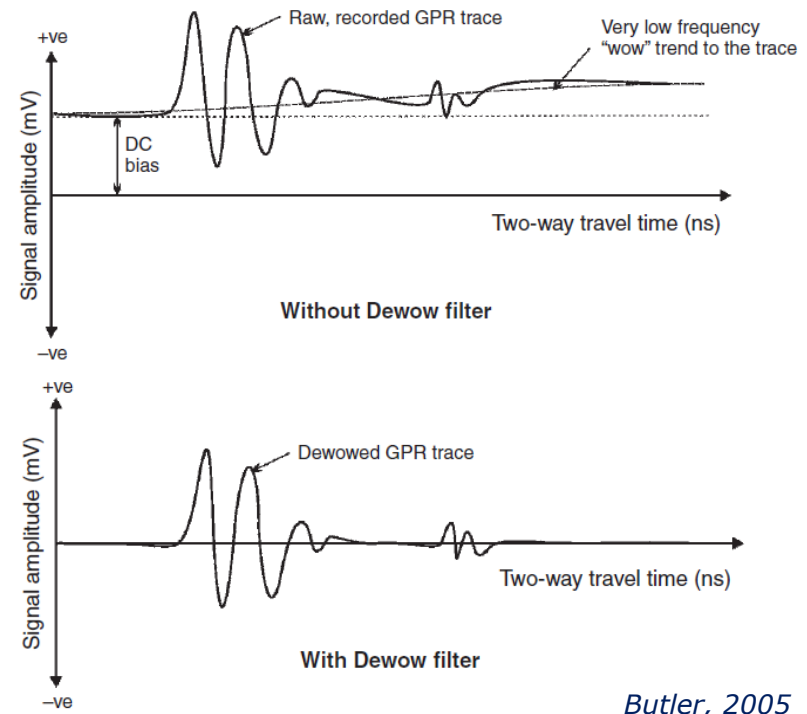 +ve
Raw, recorded GPR trace
Very low frequency
“wow” trend to the trace
Signal amplitude (mV)
DC
bias
Two-way travel time (ns)
Without Dewow filter
–ve
+ve
Signal amplitude (mV)
Dewowed GPR trace
Two-way travel time (ns)
With Dewow filter
–ve
Butler, 2005